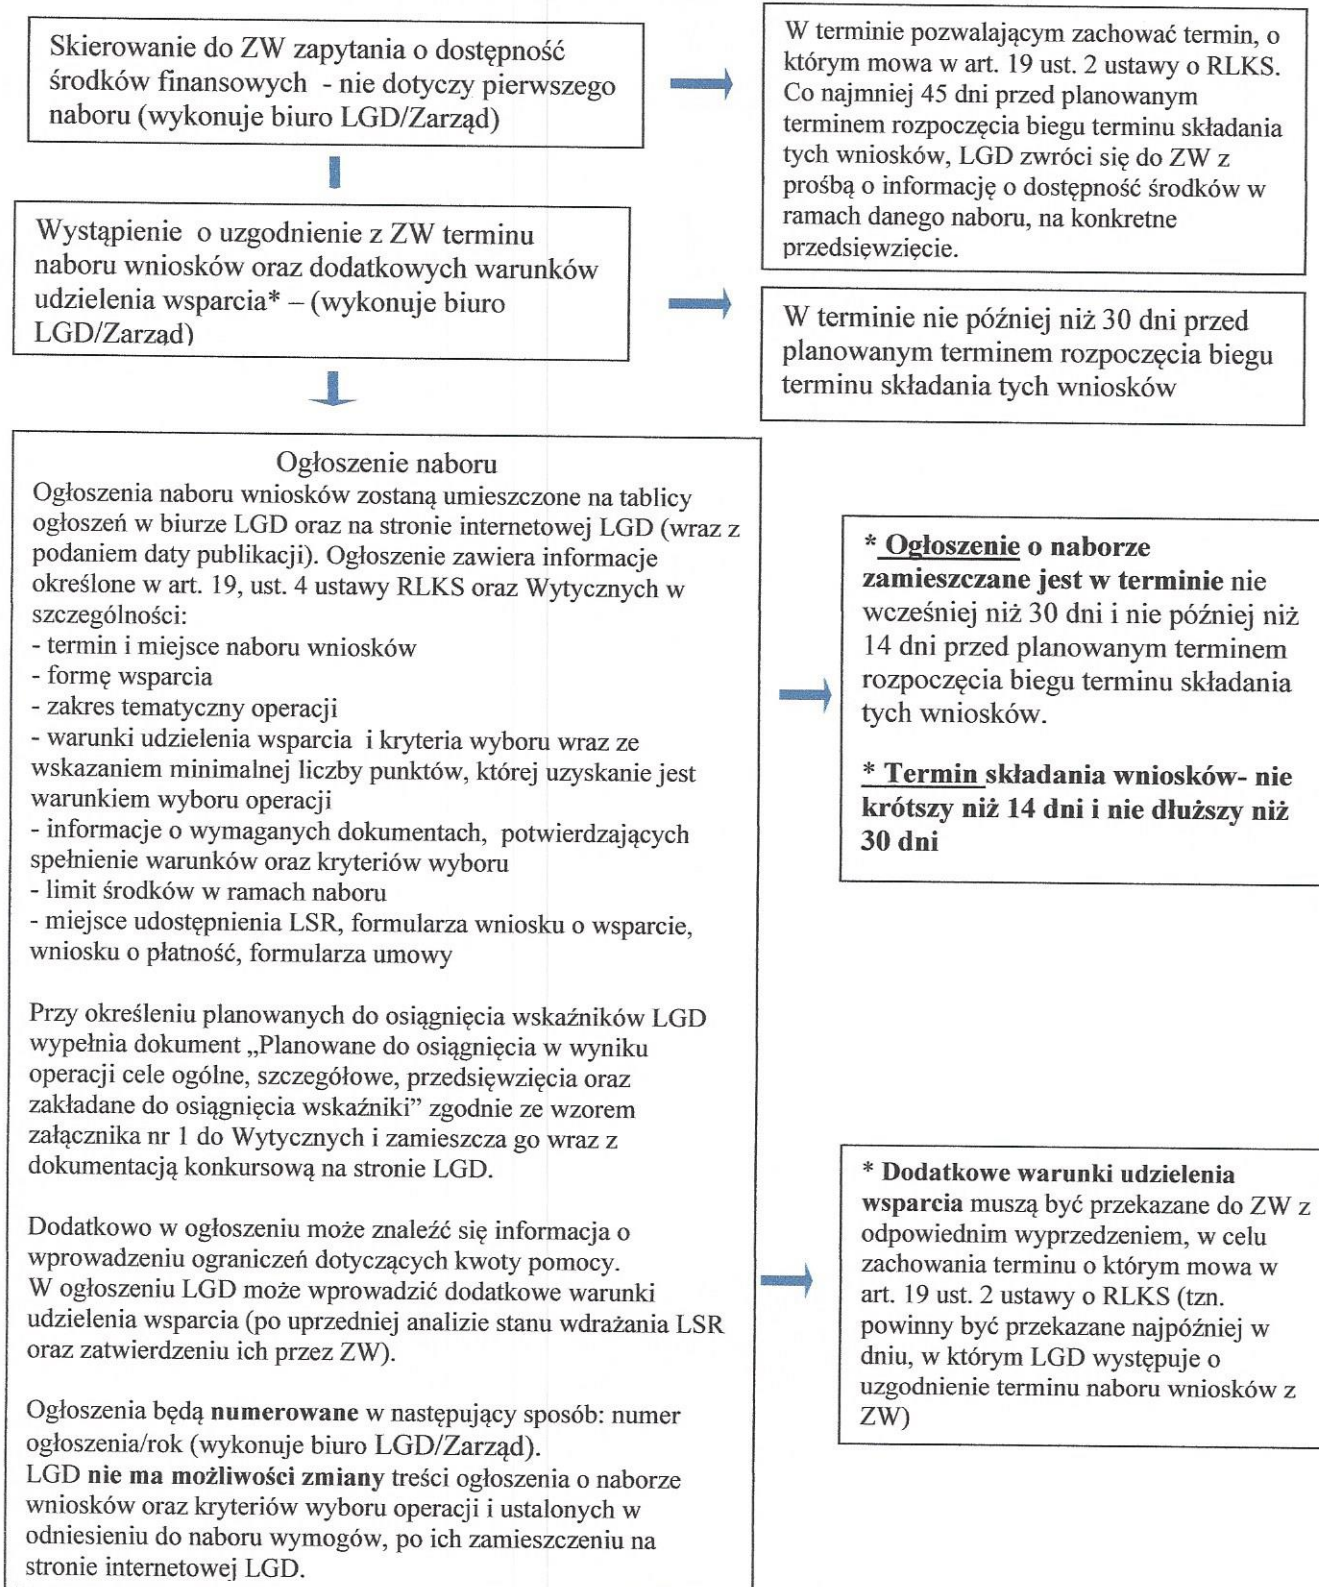 Skierowanie do ZW zapytania o dostępność
środków finansowych - nie dotyczy pierwszego
naboru (wykonuje biuro LGD/Zarząd)
W terminie pozwalającym zachować termin, o
którym mowa w art. 19 ust. 2 ustawy o RLKS.
Co najmniej 45 dni przed planowanym
terminem rozpoczęcia biegu terminu składania
tych wniosków, LGD zwróci się do ZW z
prośbą o informację o dostępność środków w
ramach danego naboru, na konkretne
przedsięwzięcie.
Wystąpienie o uzgodnienie z ZW terminu
naboru wniosków oraz dodatkowych warunków
udzielenia wsparcia* – (wykonuje biuro
LGD/Zarząd)
W terminie nie później niż 30 dni przed
planowanym terminem rozpoczęcia biegu
terminu składania tych wniosków
Ogłoszenie naboru
Ogłoszenia naboru wniosków zostaną umieszczone na tablicy
ogłoszeń w biurze LGD oraz na stronie internetowej LGD (wraz z
podaniem daty publikacji). Ogłoszenie zawiera informacje
określone w art. 19, ust. 4 ustawy RLKS oraz Wytycznych w
szczególności:
- termin i miejsce naboru wniosków
- formę wsparcia
- zakres tematyczny operacji
- warunki udzielenia wsparcia i kryteria wyboru wraz ze
wskazaniem minimalnej liczby punktów, której uzyskanie jest
warunkiem wyboru operacji
- informacje o wymaganych dokumentach, potwierdzających
spełnienie warunków oraz kryteriów wyboru
- limit środków w ramach naboru
- miejsce udostępnienia LSR, formularza wniosku o wsparcie,
wniosku o płatność, formularza umowy
Przy określeniu planowanych do osiągnięcia wskaźników LGD
wypełnia dokument „Planowane do osiągnięcia w wyniku
operacji cele ogólne, szczegółowe, przedsięwzięcia oraz
zakładane do osiągnięcia wskaźniki” zgodnie ze wzorem
załącznika nr 1 do Wytycznych i zamieszcza go wraz z
dokumentacją konkursową na stronie LGD.
Dodatkowo w ogłoszeniu może znaleźć się informacja o
wprowadzeniu ograniczeń dotyczących kwoty pomocy.
W ogłoszeniu LGD może wprowadzić dodatkowe warunki
udzielenia wsparcia (po uprzedniej analizie stanu wdrażania LSR
oraz zatwierdzeniu ich przez ZW).
Ogłoszenia będą numerowane w następujący sposób: numer
ogłoszenia/rok (wykonuje biuro LGD/Zarząd).
LGD nie ma możliwości zmiany treści ogłoszenia o naborze
wniosków oraz kryteriów wyboru operacji i ustalonych w
odniesieniu do naboru wymogów, po ich zamieszczeniu na
stronie internetowej LGD.
* Ogłoszenie o naborze
zamieszczane jest w terminie nie
wcześniej niż 30 dni i nie później niż
14 dni przed planowanym terminem
rozpoczęcia biegu terminu składania
tych wniosków.
* Termin składania wniosków- nie
krótszy niż 14 dni i nie dłuższy niż
30 dni
* Dodatkowe warunki udzielenia
wsparcia muszą być przekazane do ZW z
odpowiednim wyprzedzeniem, w celu
zachowania terminu o którym mowa w
art. 19 ust. 2 ustawy o RLKS (tzn.
powinny być przekazane najpóźniej w
dniu, w którym LGD występuje o
uzgodnienie terminu naboru wniosków z
ZW)